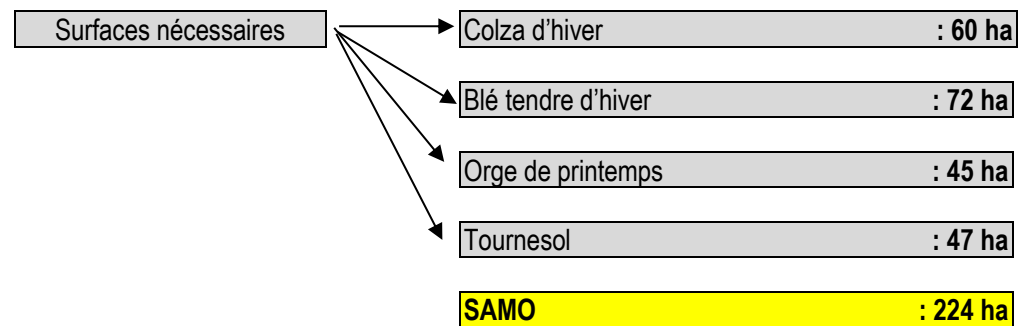 Surfaces nécessaires
Colza d’hiver : 60 ha
Blé tendre d’hiver : 72 ha
Orge de printemps : 45 ha
Tournesol : 47 ha
SAMO : 224 ha